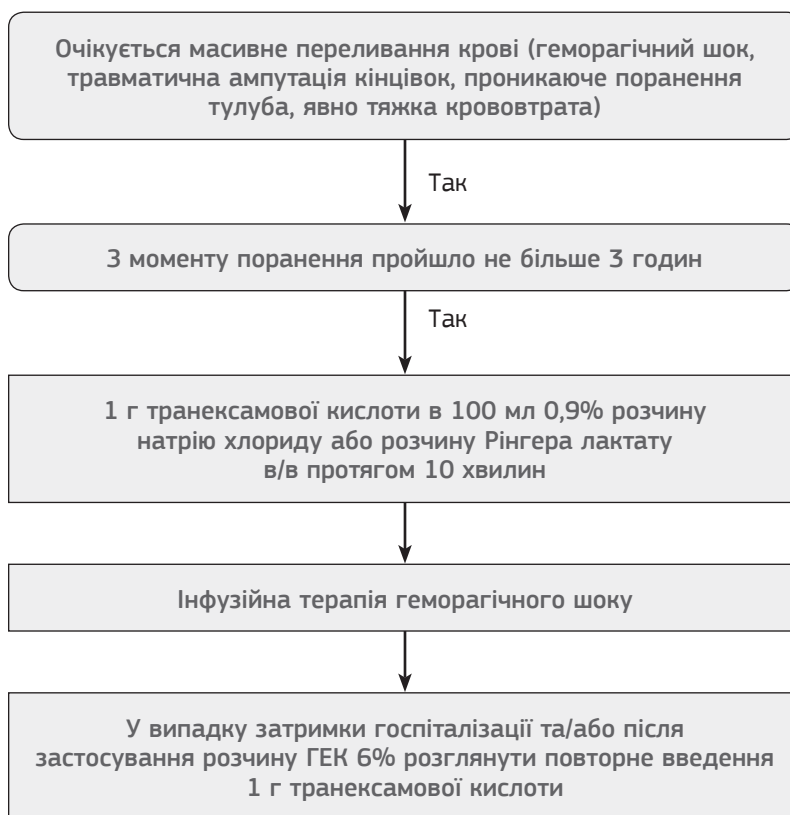 Очікується масивне переливання крові (геморагічний шок,
травматична ампутація кінцівок, проникаюче поранення
тулуба, явно тяжка крововтрата)
Так
З моменту поранення пройшло не більше 3 годин
Так
1 г транексамової кислоти в 100 мл 0,9% розчину
натрію хлориду або розчину Рінгера лактату
в/в протягом 10 хвилин
Інфузійна терапія геморагічного шоку
У випадку затримки госпіталізації та/або після
застосування розчину ГЕК 6% розглянути повторне введення
1 г транексамової кислоти